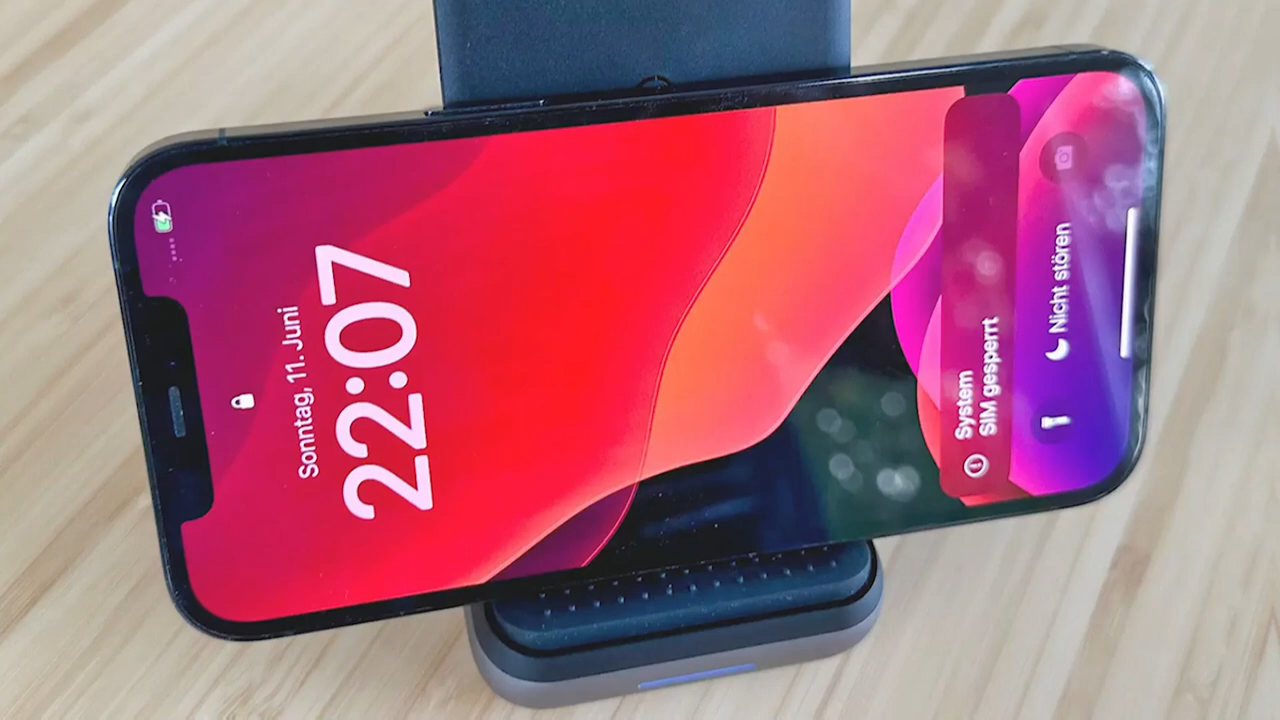 Sonntag, 11. Juni
22:07
System
SIM gesperrt
Nicht stören